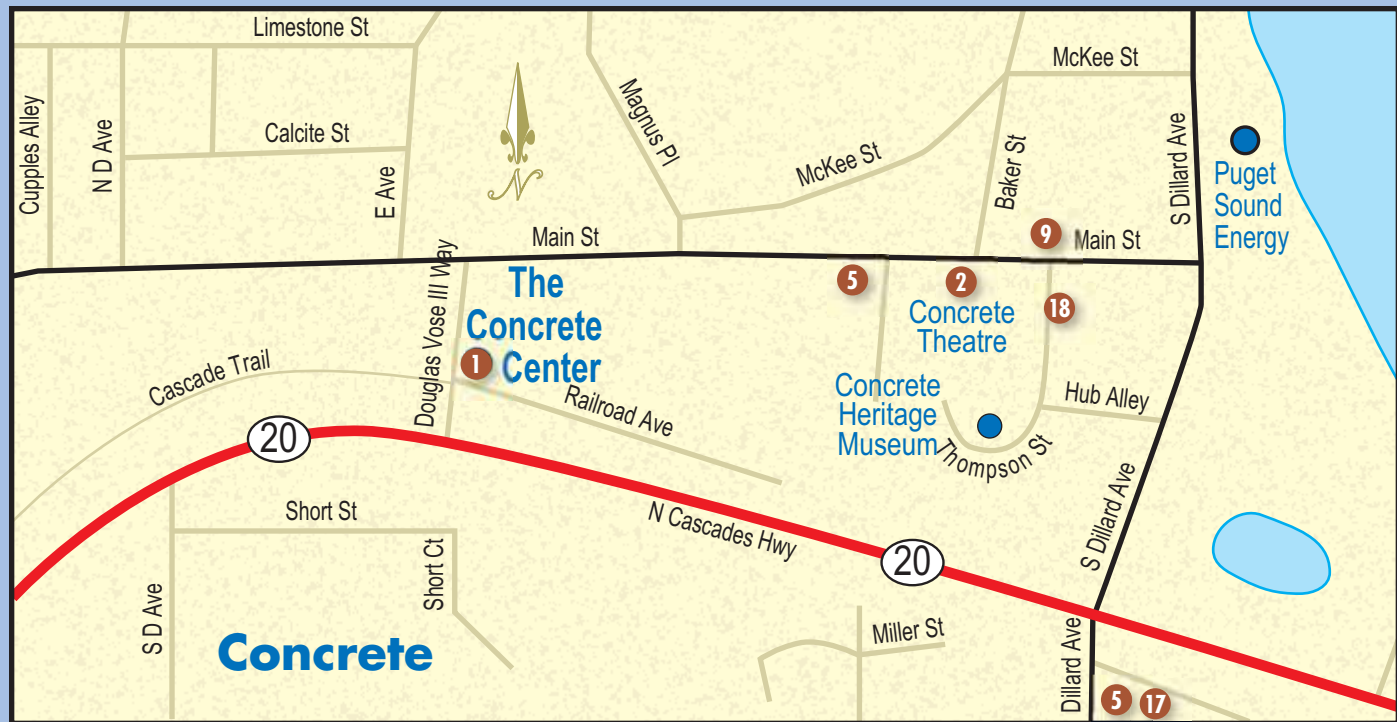 Limestone St
McKee St
Cupples Alley
N D Ave
Calcite St
E Ave
Magnus Pl
McKee St
Baker St
S Dillard Ave
Puget
Sound
Energy
N
Main St
9
Main St
Douglas Vose III Way
The
Concrete
Center
1
5
2
Concrete
Theatre
18
Cascade Trail
Railroad Ave
Concrete
Heritage
Museum
Hub Alley
Thompson St
20
Short St
N Cascades Hwy
20
S Dillard Ave
S D Ave
Short Ct
Concrete
Miller St
Dillard Ave
5
17